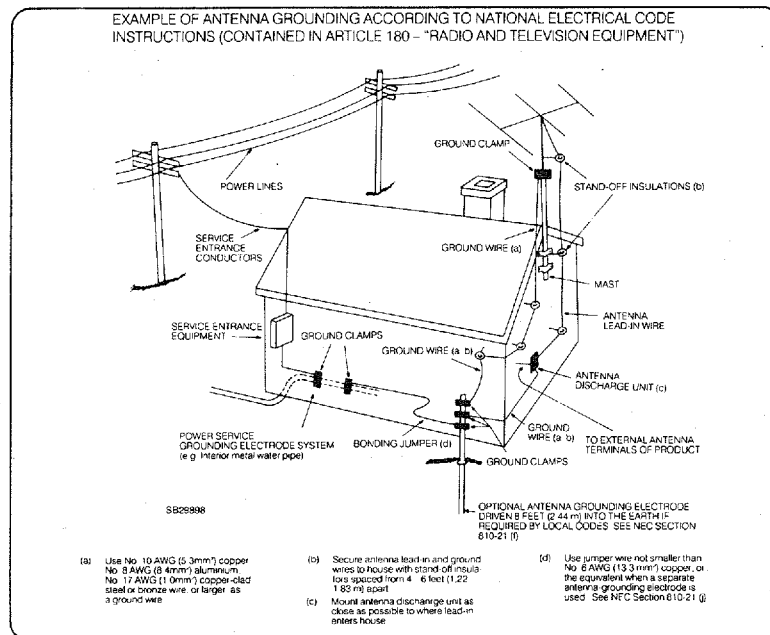 EXAMPLE OF ANTENNA GROUNDING ACCORDING TO NATIONAL ELECTRICAL CODE
INSTRUCTIONS (CONTAINED IN ARTICLE 180 – "RADIO AND TELEVISION EQUIPMENT")
GROUND CLAMP
POWER LINES
STAND-OFF INSULATIONS (b)
SERVICE
ENTRANCE
CONDUCTORS
GROUND WIRE (a)
MAST
ANTENNA
LEAD-IN WIRE
SERVICE ENTRANCE
EQUIPMENT
GROUND CLAMPS
GROUND WIRE (a b)
ANTENNA
DISCHARGE UNIT (c)
POWER SERVICE
GROUNDING ELECTRODE SYSTEM
(e.g. Interior metal water pipe)
BONDING JUMPER (d)
GROUND
WIRE (a b)
TO EXTERNAL ANTENNA
TERMINALS OF PRODUCT
GROUND CLAMPS
SB29898
OPTIONAL ANTENNA GROUNDING ELECTRODE
DRIVEN 8 FEET (2.44 m) INTO THE EARTH IF
REQUIRED BY LOCAL CODES SEE NEC SECTION
810-21 (f)
(a) Use No 10 AWG (5.3mm²) copper
No 8 AWG (8.4mm²) aluminum
No 17 AWG (1.0mm²) copper-clad
steel or bronze wire, or larger as
a ground wire
(b) Secure antenna lead-in and ground
wires to house with stand-off insula-
tors spaced from 4 6 feet (1.22
1.83 m) apart
(c) Mount antenna discharge unit as
close as possible to where lead-in
enters house
(d) Use jumper wire not smaller than
No 6 AWG (13.3 mm²) copper, or
the equivalent when a separate
antenna-grounding electrode is
used See NEC Section 810-21 (j)